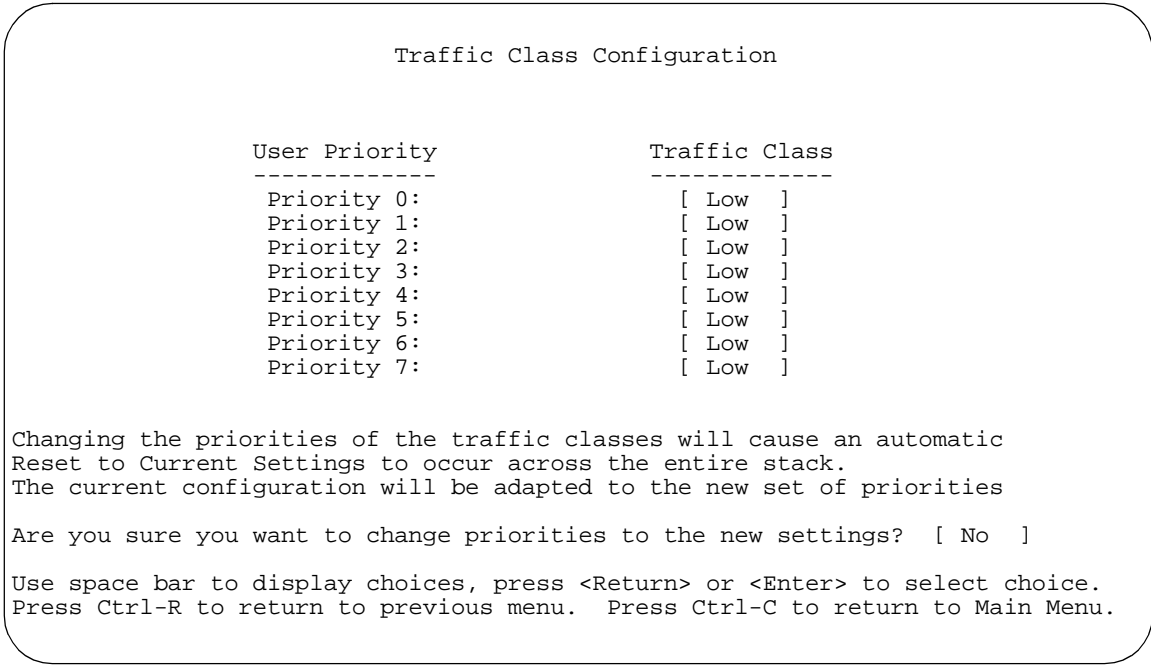 Traffic Class Configuration
User Priority Traffic Class
------------- -------------
Priority 0: [ Low ]
Priority 1: [ Low ]
Priority 2: [ Low ]
Priority 3: [ Low ]
Priority 4: [ Low ]
Priority 5: [ Low ]
Priority 6: [ Low ]
Priority 7: [ Low ]
Changing the priorities of the traffic classes will cause an automatic
Reset to Current Settings to occur across the entire stack.
The current configuration will be adapted to the new set of priorities
Are you sure you want to change priorities to the new settings? [ No ]
Use space bar to display choices, press <Return> or <Enter> to select choice.
Press Ctrl-R to return to previous menu. Press Ctrl-C to return to Main Menu.